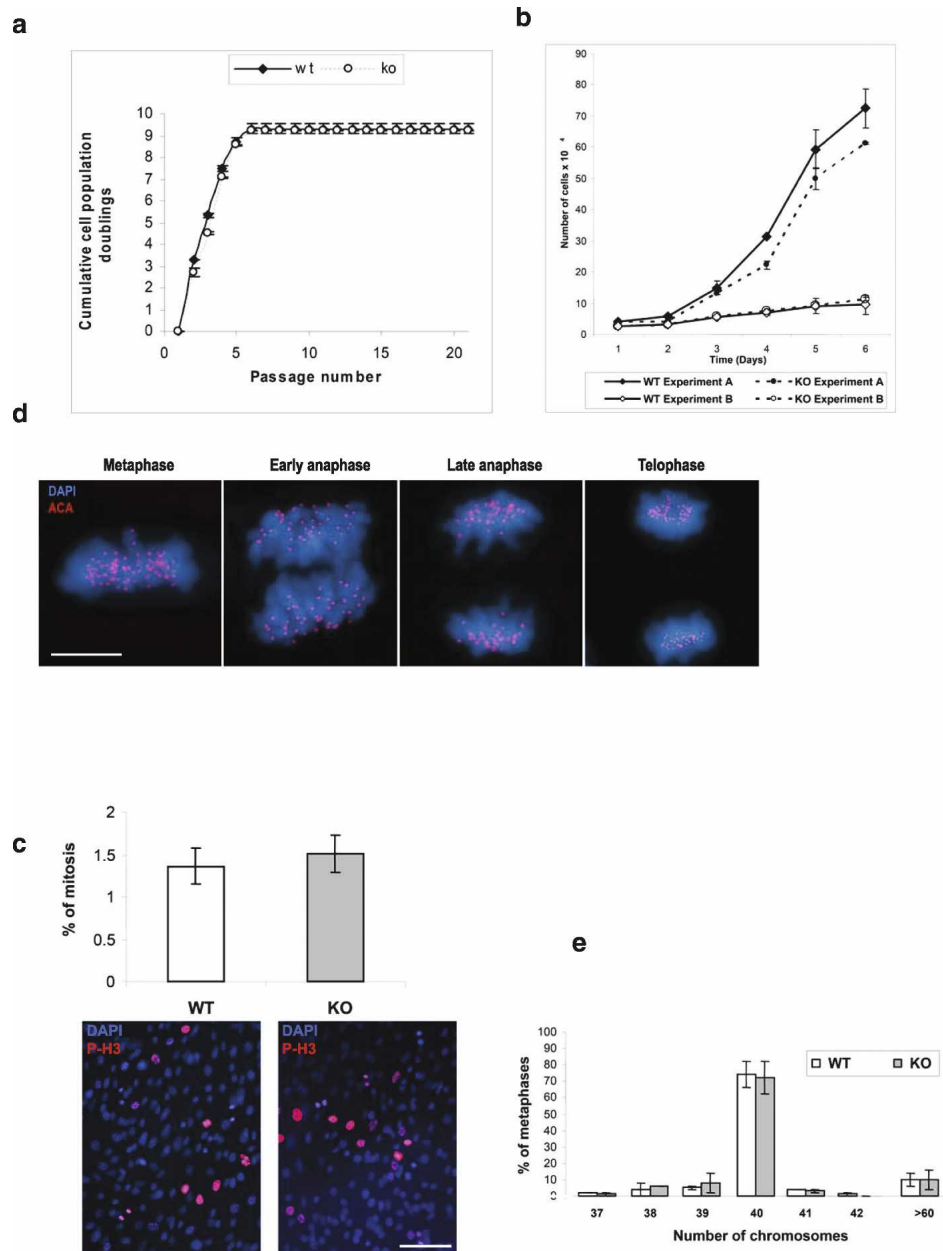 a
wt ko
10
9
8
7
6
5
4
3
2
1
0
Cumulative cell population
doublings
0 5 10 15 20
Passage number
b
90
80
70
60
50
40
30
20
10
0
Number of cells x 10 4
1 2 3 4 5 6
Time (Days)
WT Experiment A KO Experiment A
WT Experiment B KO Experiment B
d
Metaphase Early anaphase Late anaphase Telophase
DAPI
ACA
c
2
1.5
1
0.5
0
% of mitosis
WT KO
DAPI DAPI
P-H3 P-H3
e
100
90
80
70
60
50
40
30
20
10
0
% of metaphases
WT KO
37 38 39 40 41 42 >60
Number of chromosomes